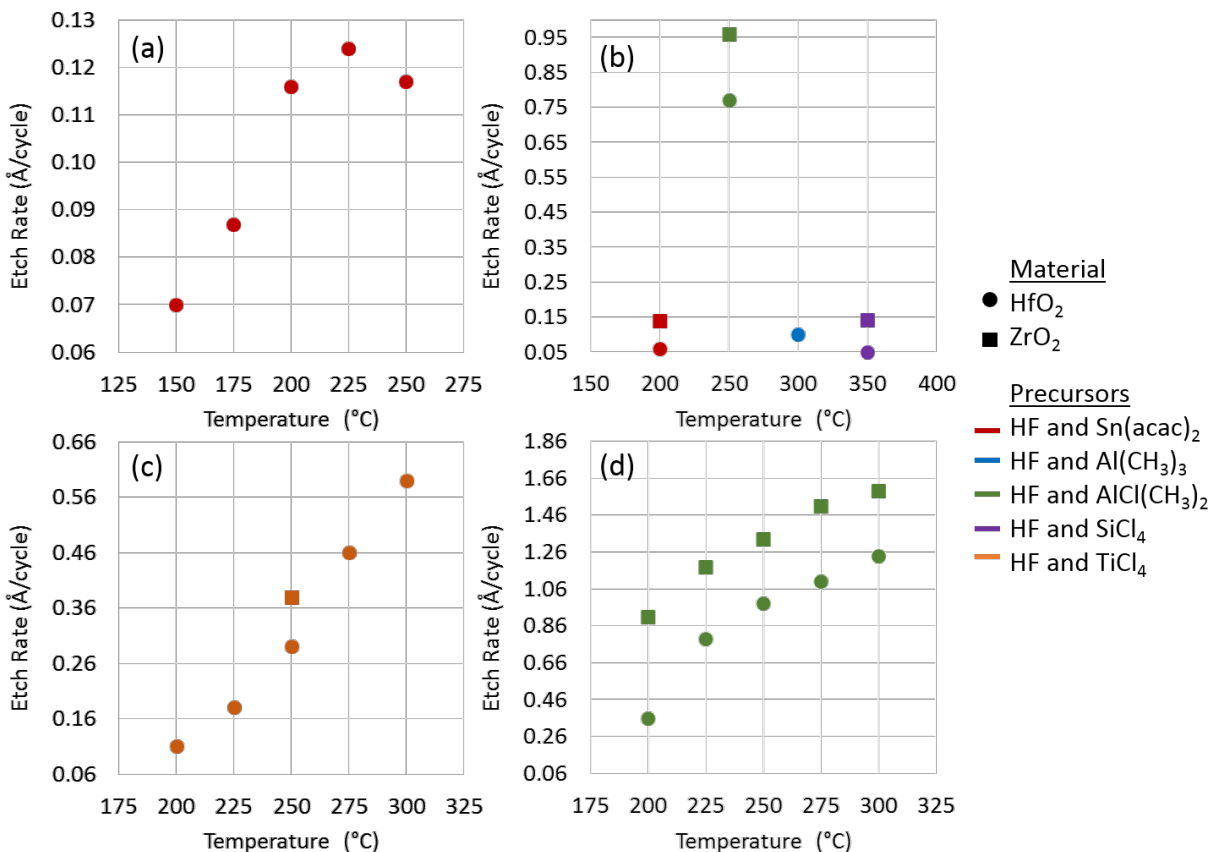 (a)
Etch Rate (Å/cycle)
0.13
0.12
0.11
0.10
0.09
0.08
0.07
0.06
125 150 175 200 225 250 275
Temperature (°C)
(b)
Etch Rate (Å/cycle)
0.95
0.85
0.75
0.65
0.55
0.45
0.35
0.25
0.15
0.05
150 200 250 300 350 400
Temperature (°C)
(c)
Etch Rate (Å/cycle)
0.66
0.56
0.46
0.36
0.26
0.16
0.06
175 200 225 250 275 300 325
Temperature (°C)
(d)
Etch Rate (Å/cycle)
1.86
1.66
1.46
1.26
1.06
0.86
0.66
0.46
0.26
0.06
175 200 225 250 275 300 325
Temperature (°C)
Material
HfO₂
ZrO₂
Precursors
HF and Sn(acac)₂
HF and Al(CH₃)₃
HF and AlCl(CH₃)₂
HF and SiCl₄
HF and TiCl₄